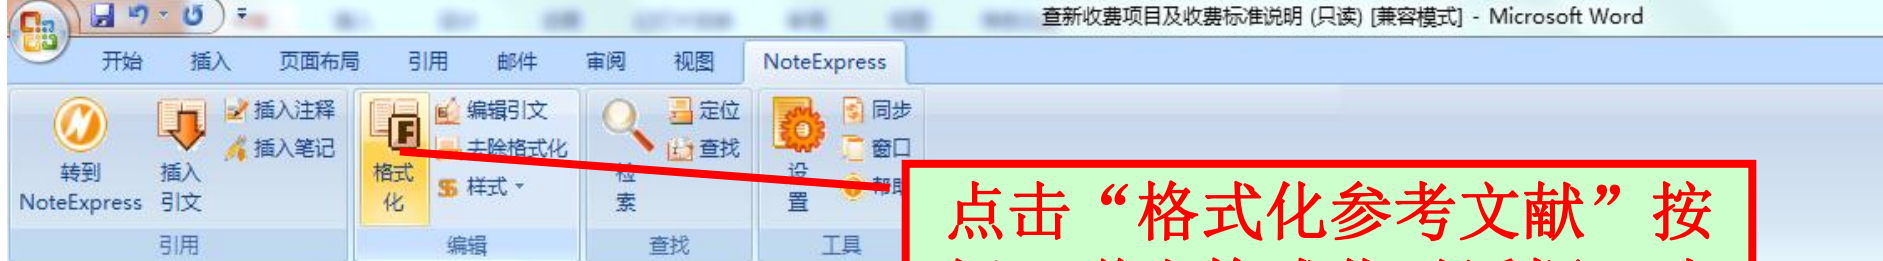 查新收费项目及收费标准说明 (只读) [兼容模式] - Microsoft Word
开始 插入 页面布局 引用 邮件 审阅 视图 NoteExpress
插入注释 编辑引文 定位 同步
插入笔记 去除格式化 查找 窗口
转到 NoteExpress
插入 引文
格式化
样式
检索
设置
帮助
引用 编辑 查找 工具
点击“格式化参考文献”按